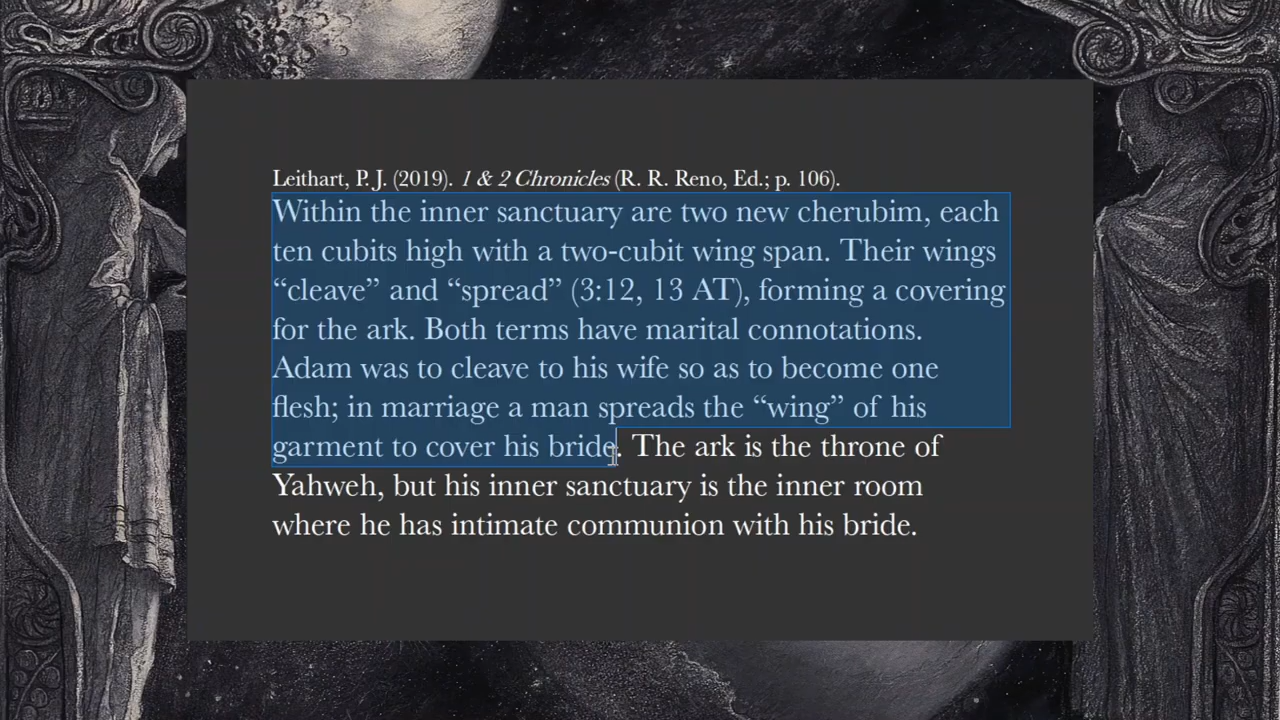 Leithart, P. J. (2019). 1 & 2 Chronicles (R. R. Reno, Ed.; p. 106).
Within the inner sanctuary are two new cherubim, each
ten cubits high with a two-cubit wing span. Their wings
“cleave” and “spread” (3:12, 13 AT), forming a covering
for the ark. Both terms have marital connotations.
Adam was to cleave to his wife so as to become one
flesh; in marriage a man spreads the “wing” of his
garment to cover his bride. The ark is the throne of
Yahweh, but his inner sanctuary is the inner room
where he has intimate communion with his bride.